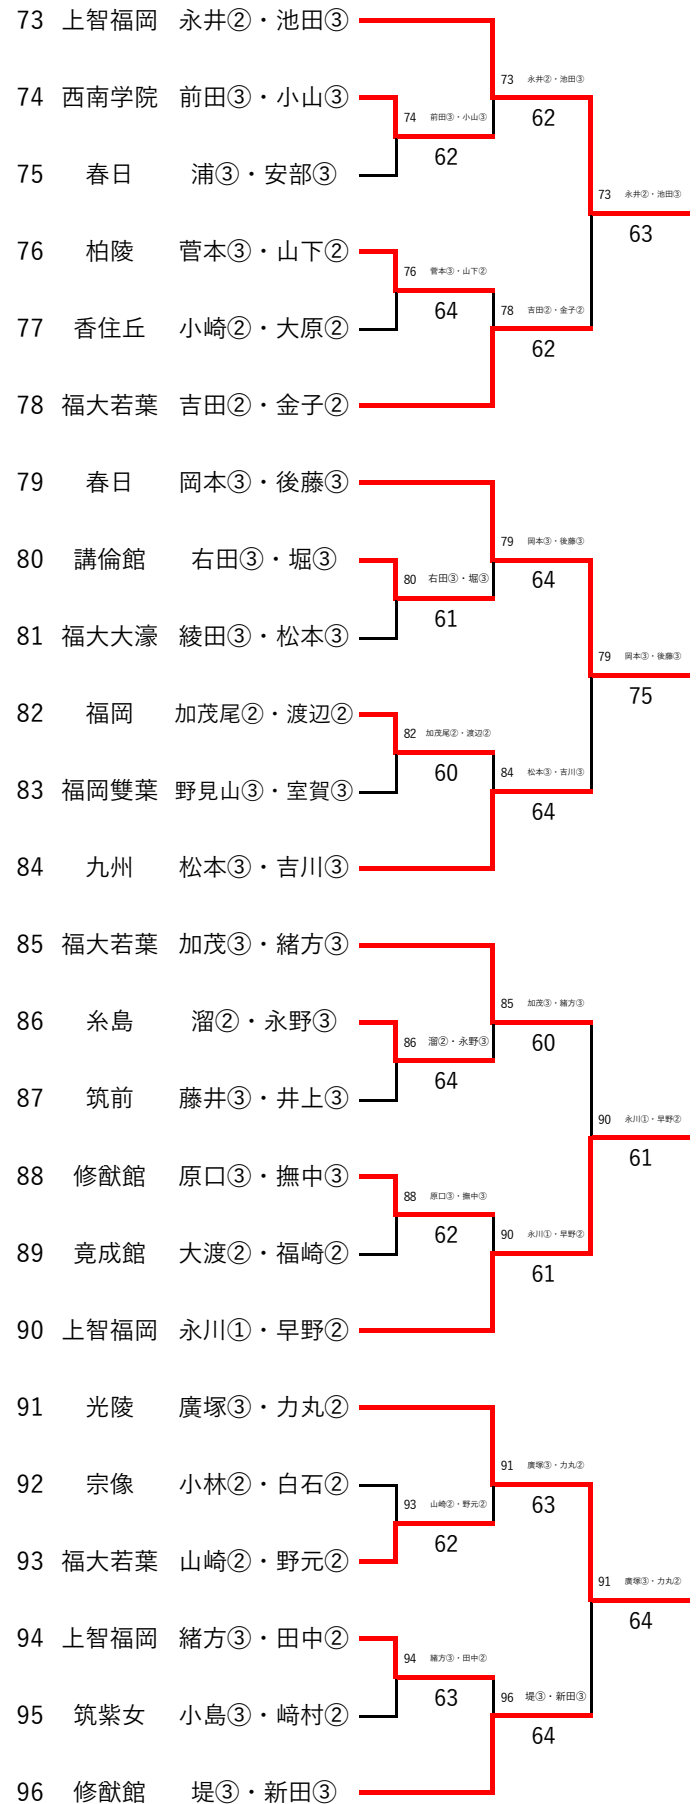 73 上智福岡 永井②・池田③
73 永井②・池田③
74 西南学院 前田③・小山③
74 前田③・小山③
62
62
75 春日 浦③・安部③
73 永井②・池田③
63
76 柏陵 菅本③・山下②
76 菅本③・山下②
64
78 吉田②・金子②
77 香住丘 小崎②・大原②
62
78 福大若葉 吉田②・金子②
79 春日 岡本③・後藤③
79 岡本③・後藤③
80 講倫館 右田③・堀③
80 右田③・堀③
64
61
81 福大大濠 綾田③・松本③
79 岡本③・後藤③
75
82 福岡 加茂尾②・渡辺②
82 加茂尾②・渡辺②
60
84 松本③・吉川③
83 福岡雙葉 野見山③・室賀③
64
84 九州 松本③・吉川③
85 福大若葉 加茂③・緒方③
85 加茂③・緒方③
86 糸島 溜②・永野③
86 溜②・永野③
60
64
87 筑前 藤井③・井上③
90 永川①・早野②
61
88 修猷館 原口③・撫中③
88 原口③・撫中③
62
90 永川①・早野②
89 竟成館 大渡②・福崎②
61
90 上智福岡 永川①・早野②
91 光陵 廣塚③・力丸②
91 廣塚③・力丸②
92 宗像 小林②・白石②
93 山崎②・野元②
63
62
93 福大若葉 山崎②・野元②
91 廣塚③・力丸②
64
94 上智福岡 緒方③・田中②
94 緒方③・田中②
63
96 堤③・新田③
95 筑紫女 小島③・﨑村②
64
96 修猷館 堤③・新田③